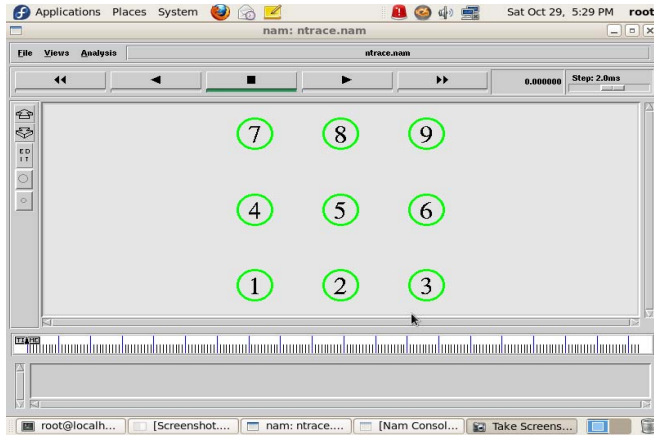 Applications Places System Sat Oct 29, 5:29 PM root
nam: ntrace.nam
File Views Analysis ntrace.nam
0.000000 Step: 2.0ms
E D
I T
7 8 9
4 5 6
1 2 3
TIME
root@localh... [Screenshot.... nam: ntrace.... [Nam Consol... Take Screens...